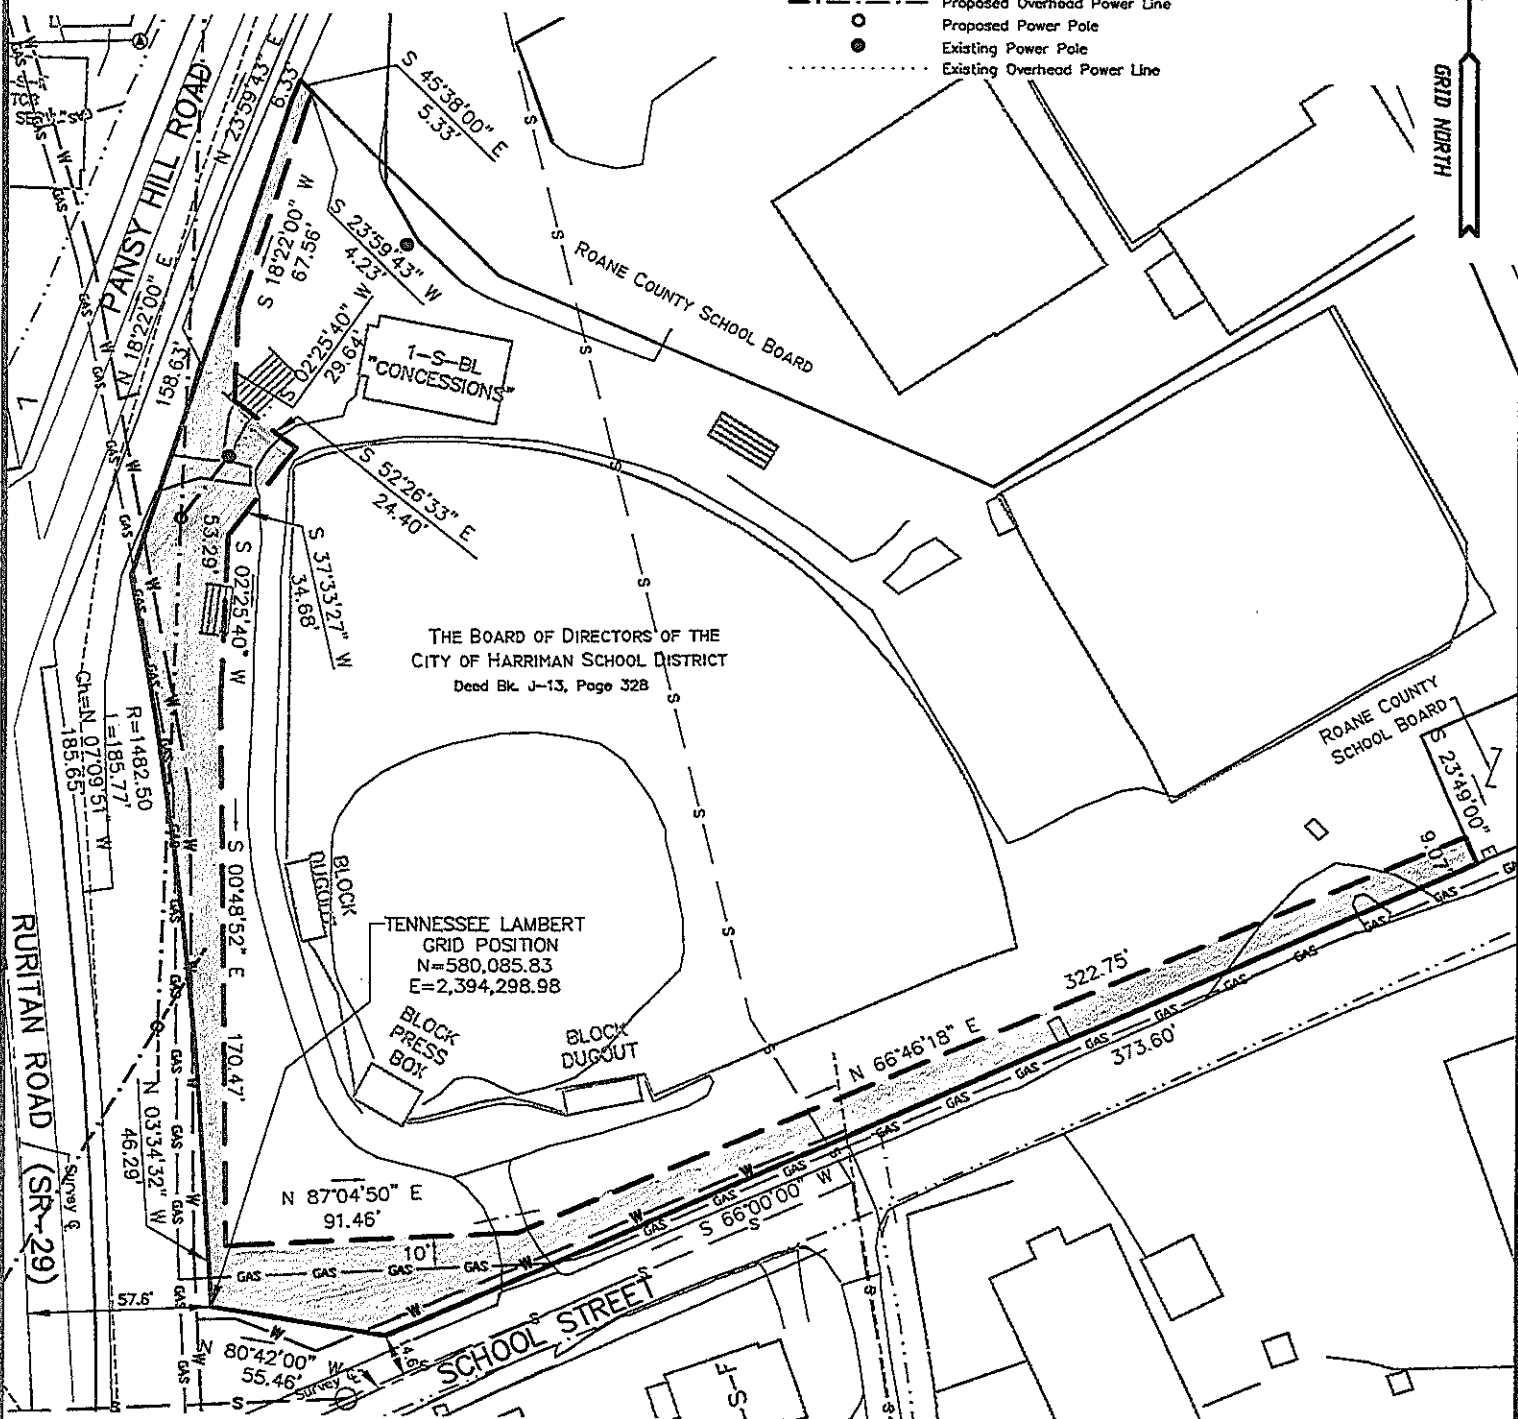 Proposed Overhead Power Line
Proposed Power Pole
Existing Power Pole
Existing Overhead Power Line
GRID NORTH
PANSY HILL ROAD
N 23°59'43" E
6.33'
S 45°38'00" E
5.33'
S 18°22'00" W
67.56'
S 23°59'43" W
4.23'
S 02°25'40" W
29.64'
N 18°22'00" E
158.63'
1-S-BL
"CONCESSIONS"
ROANE COUNTY SCHOOL BOARD
S 52°26'33" E
24.40'
S 37°33'27" W
34.68'
53.29'
S 02°25'40" W
THE BOARD OF DIRECTORS OF THE
CITY OF HARRIMAN SCHOOL DISTRICT
Deed Bk. J-13, Page 328
R=1482.50
L=185.77'
Ch=N 07°09'51" W
185.65'
ROANE COUNTY
SCHOOL BOARD
S 23°49'00" E
9.07'
S 00°48'52" E
170.47'
BLOCK
DUGOUT
TENNESSEE LAMBERT
GRID POSITION
N=580,085.83
E=2,394,298.98
BLOCK
PRESS
BOX
BLOCK
DUGOUT
322.75'
N 66°46'18" E
373.60'
S 66°00'00" W
RURITAN ROAD (SR-29)
Survey ℄
N 03°34'32" W
46.29'
N 87°04'50" E
91.46'
10'
57.6'
N 80°42'00" W
55.46'
Survey ℄
14.6'
SCHOOL STREET
GAS
W
S